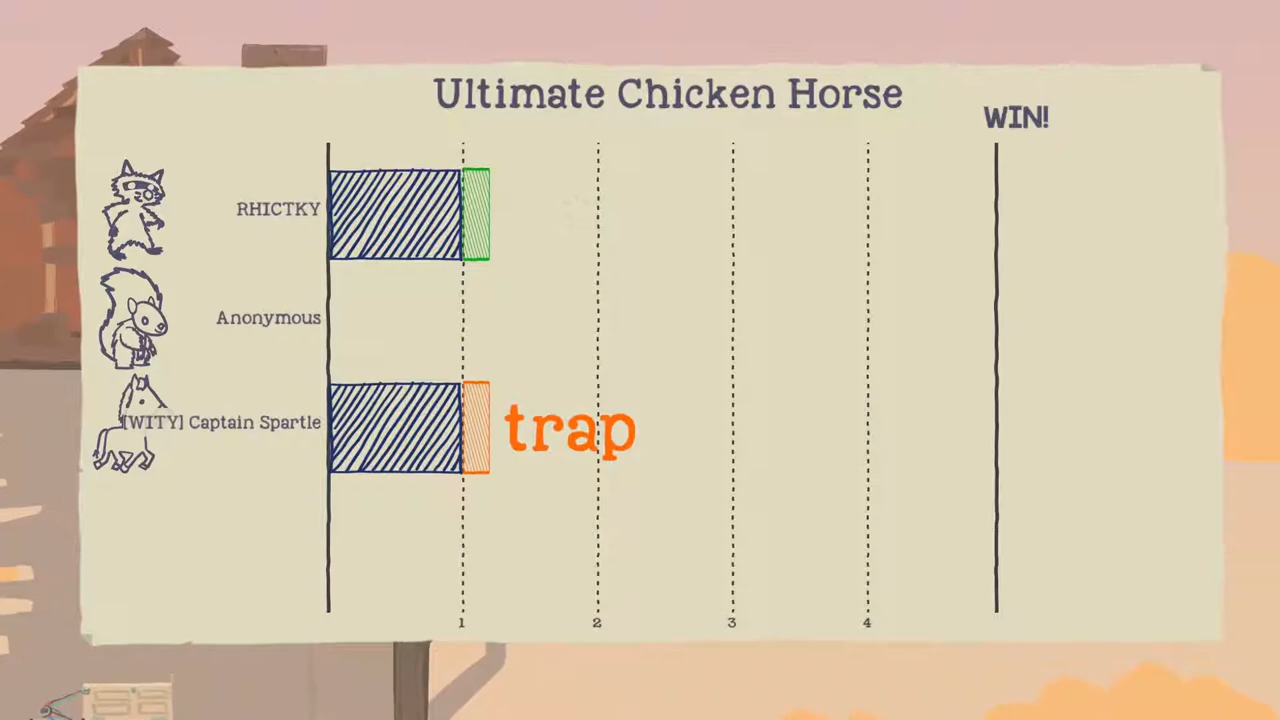 Ultimate Chicken Horse
WIN!
RHICTKY
Anonymous
[WITY] Captain Spartle
trap
1 2 3 4